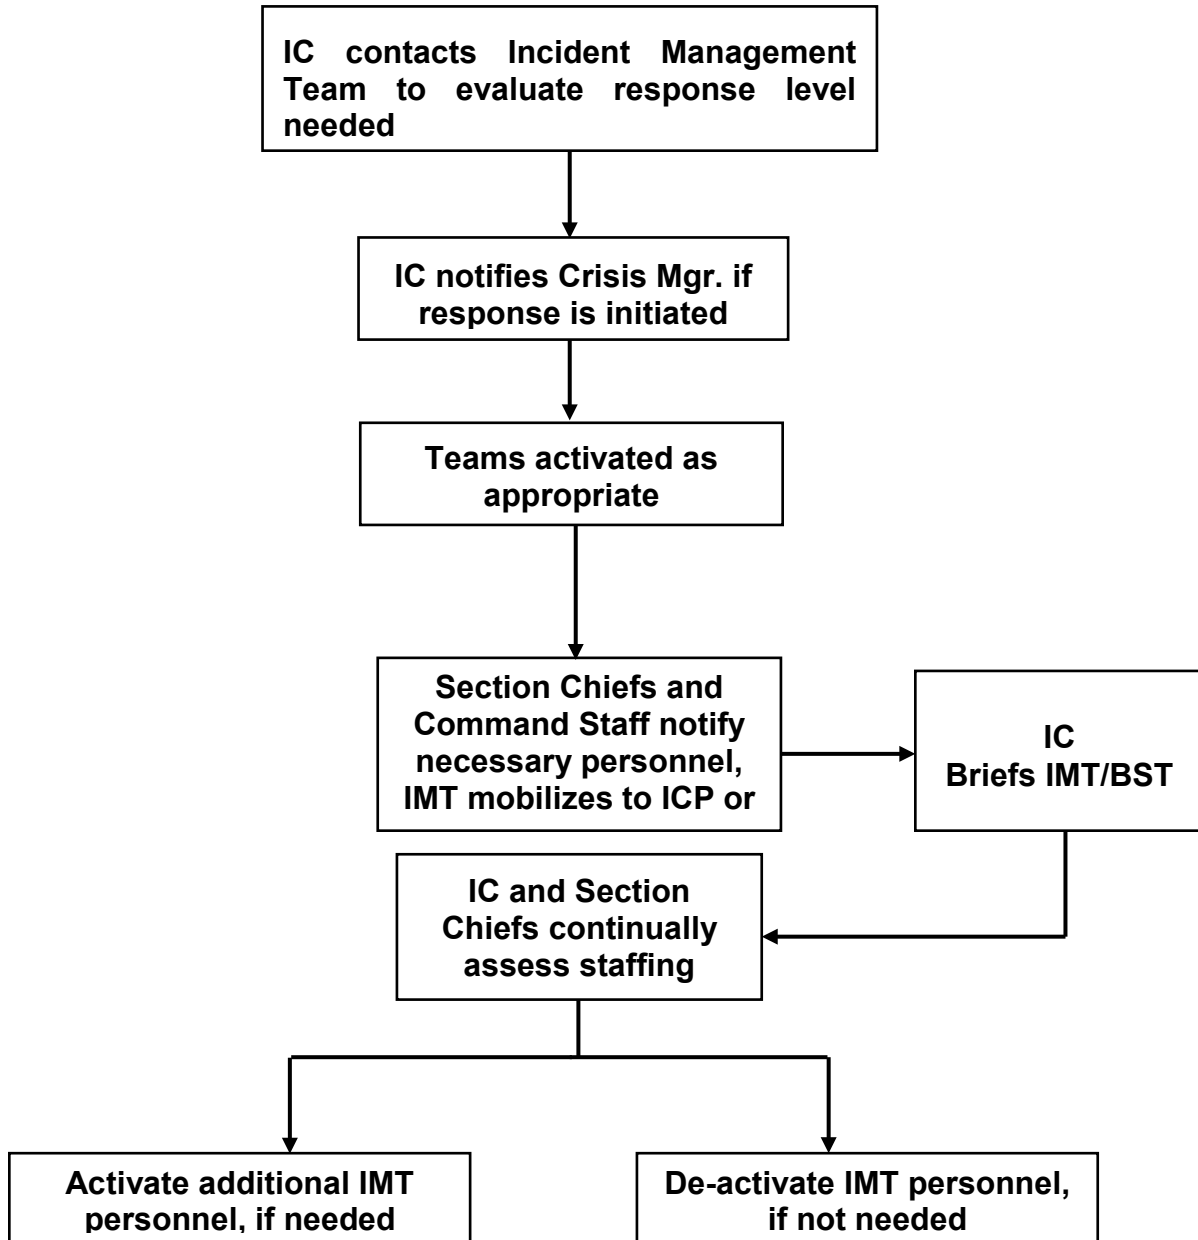 IC contacts Incident Management
Team to evaluate response level
needed
IC notifies Crisis Mgr. if
response is initiated
Teams activated as
appropriate
Section Chiefs and
Command Staff notify
necessary personnel,
IMT mobilizes to ICP or
IC
Briefs IMT/BST
IC and Section
Chiefs continually
assess staffing
Activate additional IMT
personnel, if needed
De-activate IMT personnel,
if not needed